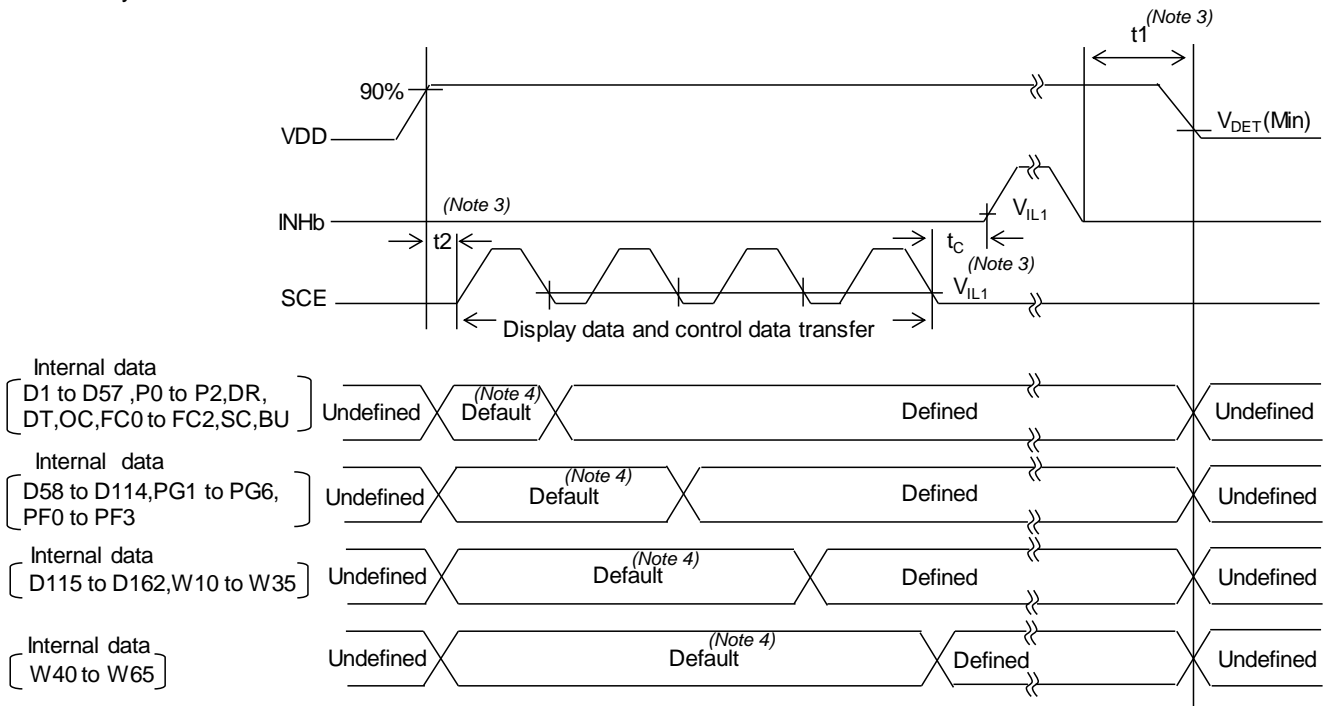 t1(Note 3)
90%
VDD
VDET(Min)
INHb
(Note 3)
VIL1
t2
tC
(Note 3)
SCE
VIL1
Display data and control data transfer
Internal data
D1 to D57 ,P0 to P2,DR,
DT,OC,FC0 to FC2,SC,BU
Undefined
(Note 4)
Default
Defined
Undefined
Internal data
D58 to D114,PG1 to PG6,
PF0 to PF3
Undefined
(Note 4)
Default
Defined
Undefined
Internal data
D115 to D162,W10 to W35
Undefined
(Note 4)
Default
Defined
Undefined
Internal data
W40 to W65
Undefined
(Note 4)
Default
Defined
Undefined